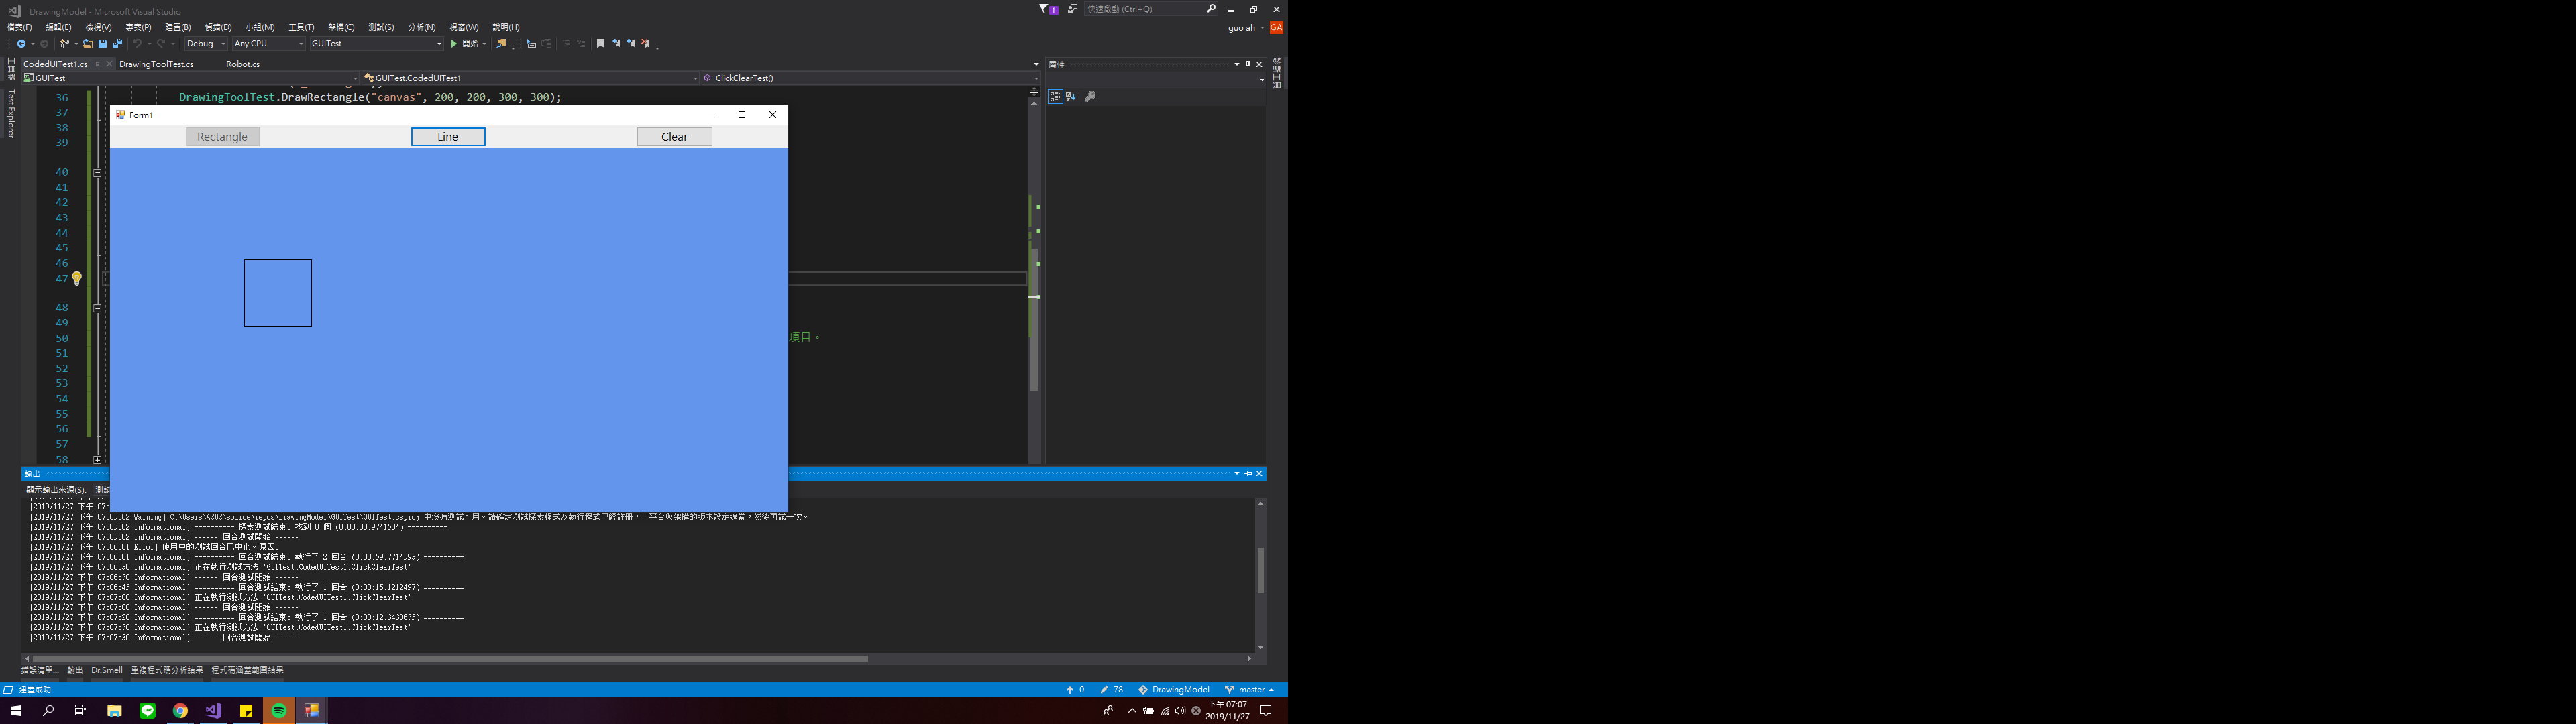 DrawingModel - Microsoft Visual Studio
1
快速啟動 (Ctrl+Q)
檔案(F) 編輯(E) 檢視(V) 專案(P) 建置(B) 偵錯(D) 小組(M) 工具(T) 架構(C) 測試(S) 分析(N) 視窗(W) 說明(H)
guo ah GA
Debug Any CPU GUITest 開始
CodedUITest1.cs DrawingToolTest.cs Robot.cs
屬性
GUITest GUITest.CodedUITest1 ClickClearTest()
Test Explorer
36 DrawingToolTest.DrawRectangle("canvas", 200, 200, 300, 300);
37
38
39
40
41
42
43
44
45
46
47
48
49
50 項目。
51
52
53
54
55
56
57
58
Form1
Rectangle Line Clear
輸出
顯示輸出來源(S): 測試
[2019/11/27 下午 07:
[2019/11/27 下午 07:05:02 Warning] C:\Users\ASUS\source\repos\DrawingModel\GUITest\GUITest.csproj 中沒有測試可用。請確定測試探索程式及執行程式已經註冊，且平台與架構的版本設定適當，然後再試一次。
[2019/11/27 下午 07:05:02 Informational] ========== 探索測試結束: 找到 0 個 (0:00:00.9741504) ==========
[2019/11/27 下午 07:05:02 Informational] ------ 回合測試開始 ------
[2019/11/27 下午 07:06:01 Error] 使用中的測試回合已中止。原因:
[2019/11/27 下午 07:06:01 Informational] ========== 回合測試結束: 執行了 2 回合 (0:00:59.7714593) ==========
[2019/11/27 下午 07:06:30 Informational] 正在執行測試方法 'GUITest.CodedUITest1.ClickClearTest'
[2019/11/27 下午 07:06:30 Informational] ------ 回合測試開始 ------
[2019/11/27 下午 07:06:45 Informational] ========== 回合測試結束: 執行了 1 回合 (0:00:15.1212497) ==========
[2019/11/27 下午 07:07:08 Informational] 正在執行測試方法 'GUITest.CodedUITest1.ClickClearTest'
[2019/11/27 下午 07:07:08 Informational] ------ 回合測試開始 ------
[2019/11/27 下午 07:07:20 Informational] ========== 回合測試結束: 執行了 1 回合 (0:00:12.3430635) ==========
[2019/11/27 下午 07:07:30 Informational] 正在執行測試方法 'GUITest.CodedUITest1.ClickClearTest'
[2019/11/27 下午 07:07:30 Informational] ------ 回合測試開始 ------
錯誤清單... 輸出 Dr.Smell 重複程式碼分析結果 程式碼涵蓋範圍結果
建置成功 0 78 DrawingModel master
下午 07:07
2019/11/27